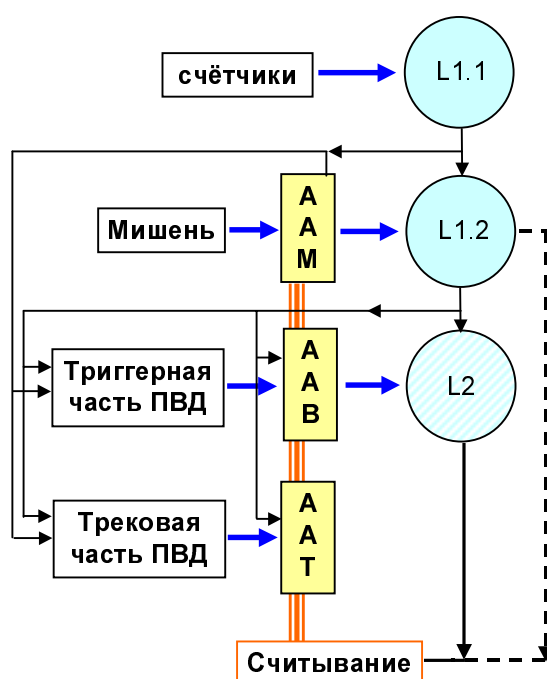 счётчики
L1.1
Мишень
А
А
М
L1.2
Триггерная
часть ПВД
А
А
В
L2
Трековая
часть ПВД
А
А
Т
Считывание